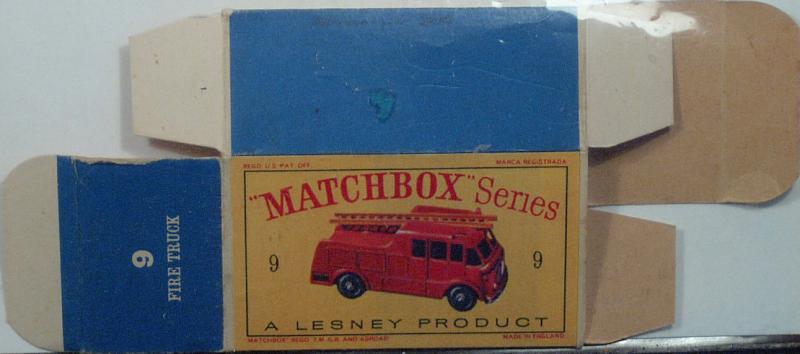 REGD. U.S. PAT. OFF. MARCA REGISTRADA
"MATCHBOX" Series
9 9
A LESNEY PRODUCT
"MATCHBOX" REGD. T.M. G.B. AND ABROAD MADE IN ENGLAND
9
FIRE TRUCK